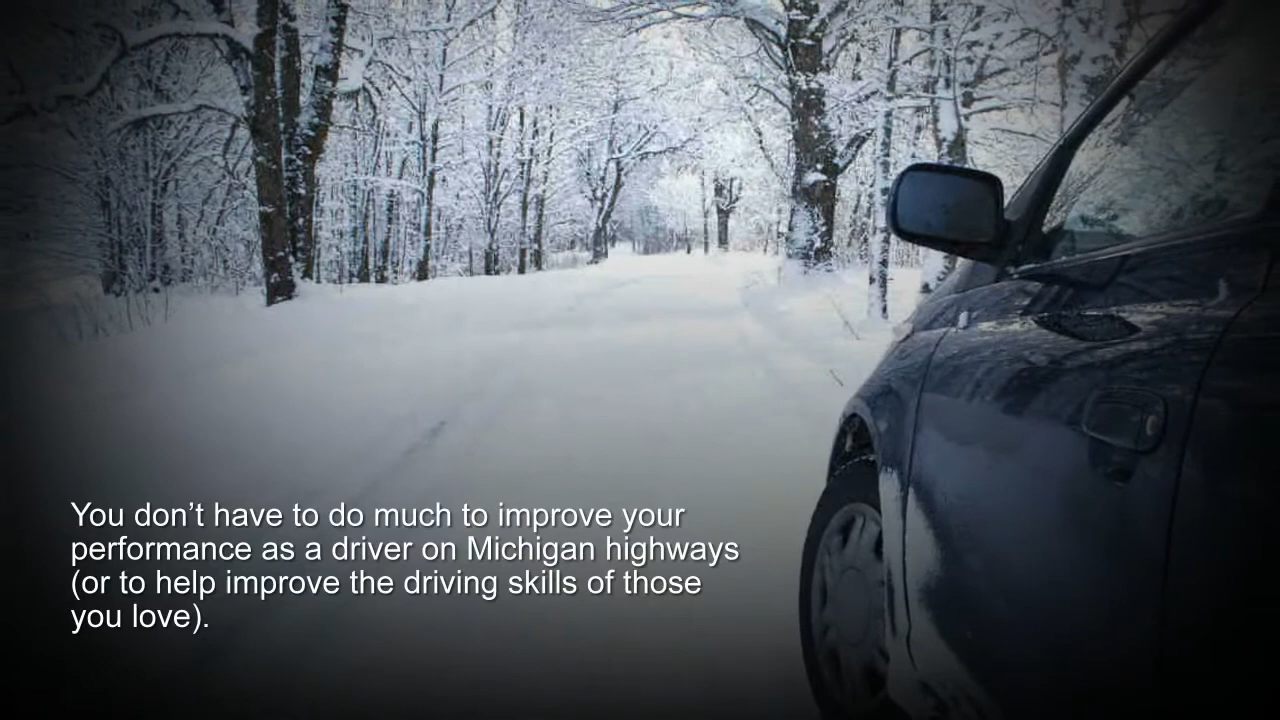 You don’t have to do much to improve your
performance as a driver on Michigan highways
(or to help improve the driving skills of those
you love).